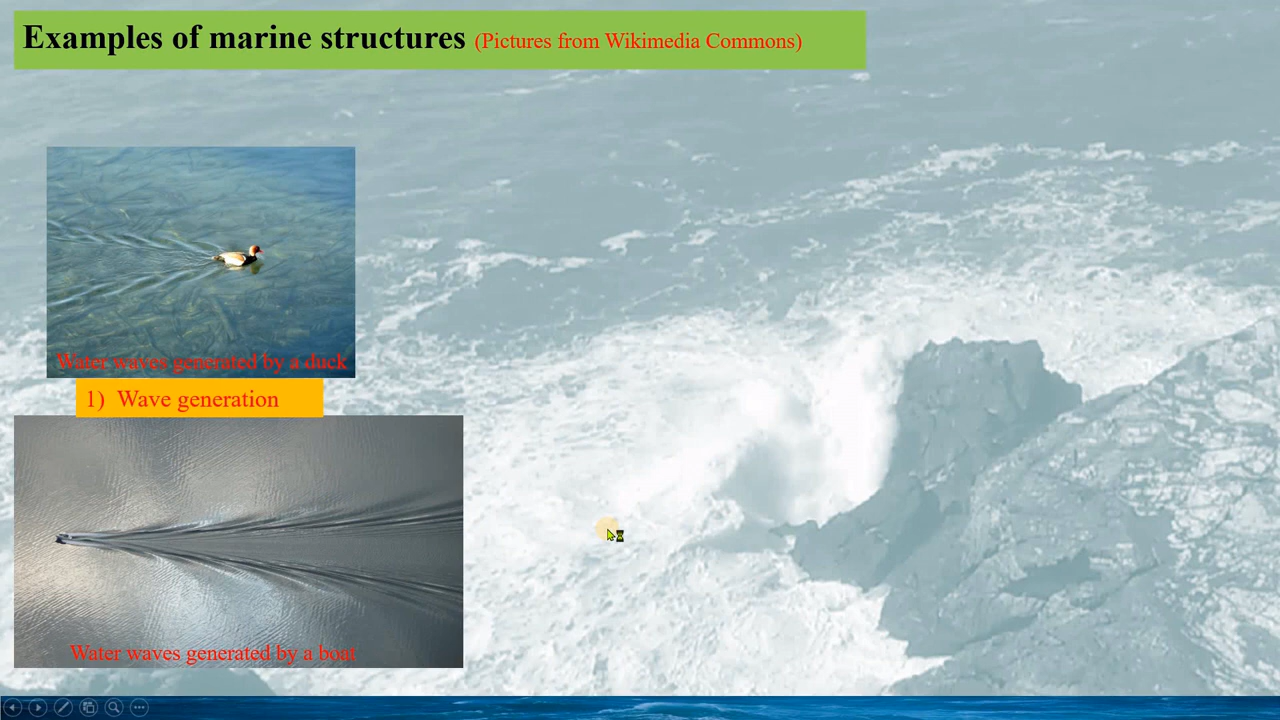 Examples of marine structures (Pictures from Wikimedia Commons)
Water waves generated by a duck
1) Wave generation
Water waves generated by a boat